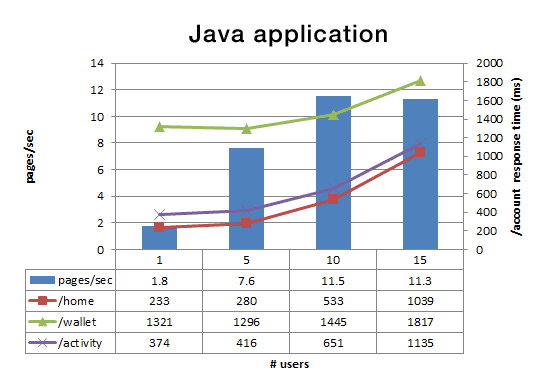 Java application
14 2000
12 1800
10 1600
8 1400
6 1200
4 1000
2 800
0 600
400
200
0
pages/sec
/account response time (ms)
1 5 10 15
pages/sec 1.8 7.6 11.5 11.3
/home 233 280 533 1039
/wallet 1321 1296 1445 1817
/activity 374 416 651 1135
# users